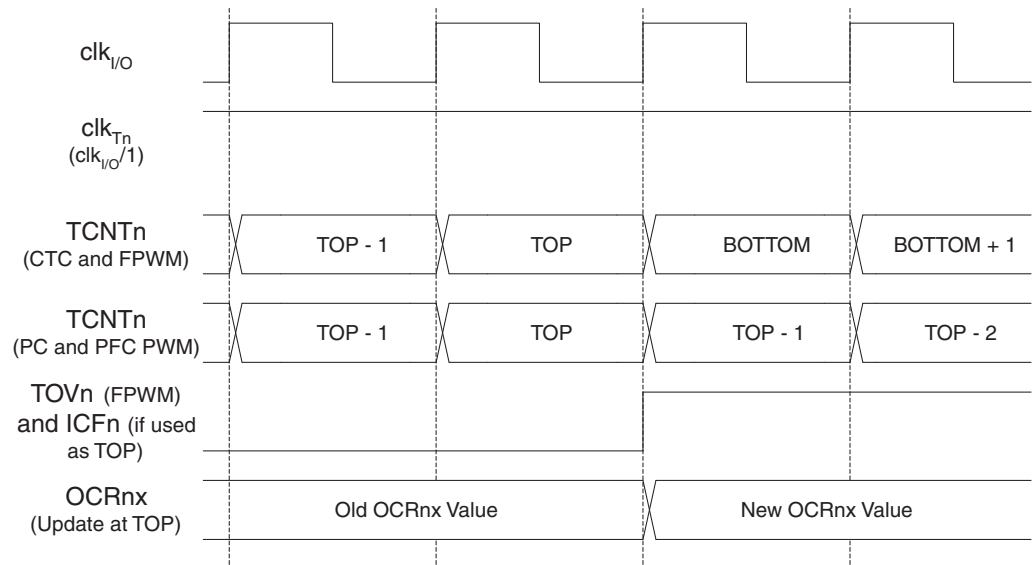 clkI/O
clkTn
(clkI/O/1)
TCNTn
(CTC and FPWM)
TOP - 1
TOP
BOTTOM
BOTTOM + 1
TCNTn
(PC and PFC PWM)
TOP - 1
TOP
TOP - 1
TOP - 2
TOVn (FPWM)
and ICFn (if used
as TOP)
OCRnx
(Update at TOP)
Old OCRnx Value
New OCRnx Value